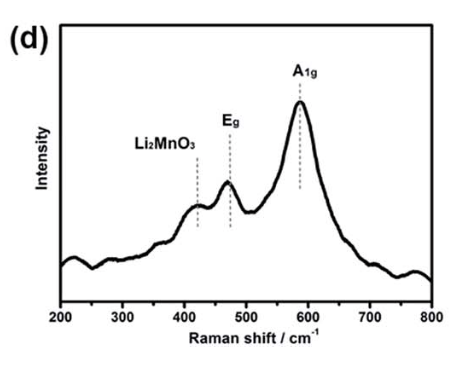 (d)
A1g
Eg
Li2MnO3
Intensity
200 300 400 500 600 700 800
Raman shift / cm-1